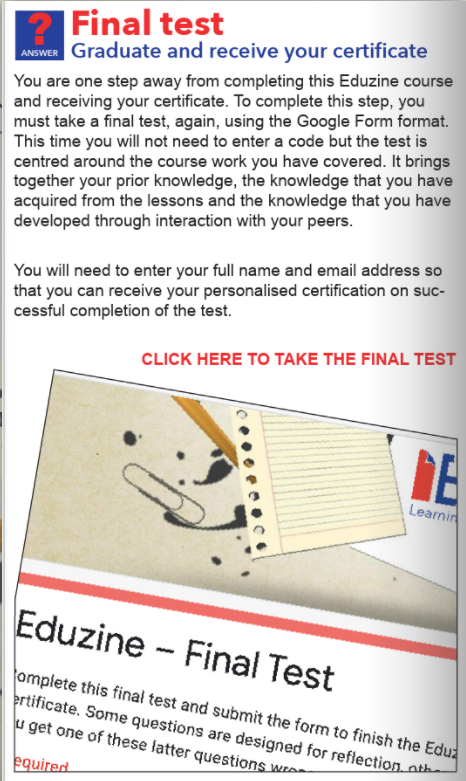 ?
ANSWER
Final test
Graduate and receive your certificate
You are one step away from completing this Eduzine course
and receiving your certificate. To complete this step, you
must take a final test, again, using the Google Form format.
This time you will not need to enter a code but the test is
centred around the course work you have covered. It brings
together your prior knowledge, the knowledge that you have
acquired from the lessons and the knowledge that you have
developed through interaction with your peers.
You will need to enter your full name and email address so
that you can receive your personalised certification on suc-
cessful completion of the test.
CLICK HERE TO TAKE THE FINAL TEST
Learnin
Eduzine – Final Test
omplete this final test and submit the form to finish the Eduz
ertificate. Some questions are designed for reflection, othe
u get one of these latter questions
equired